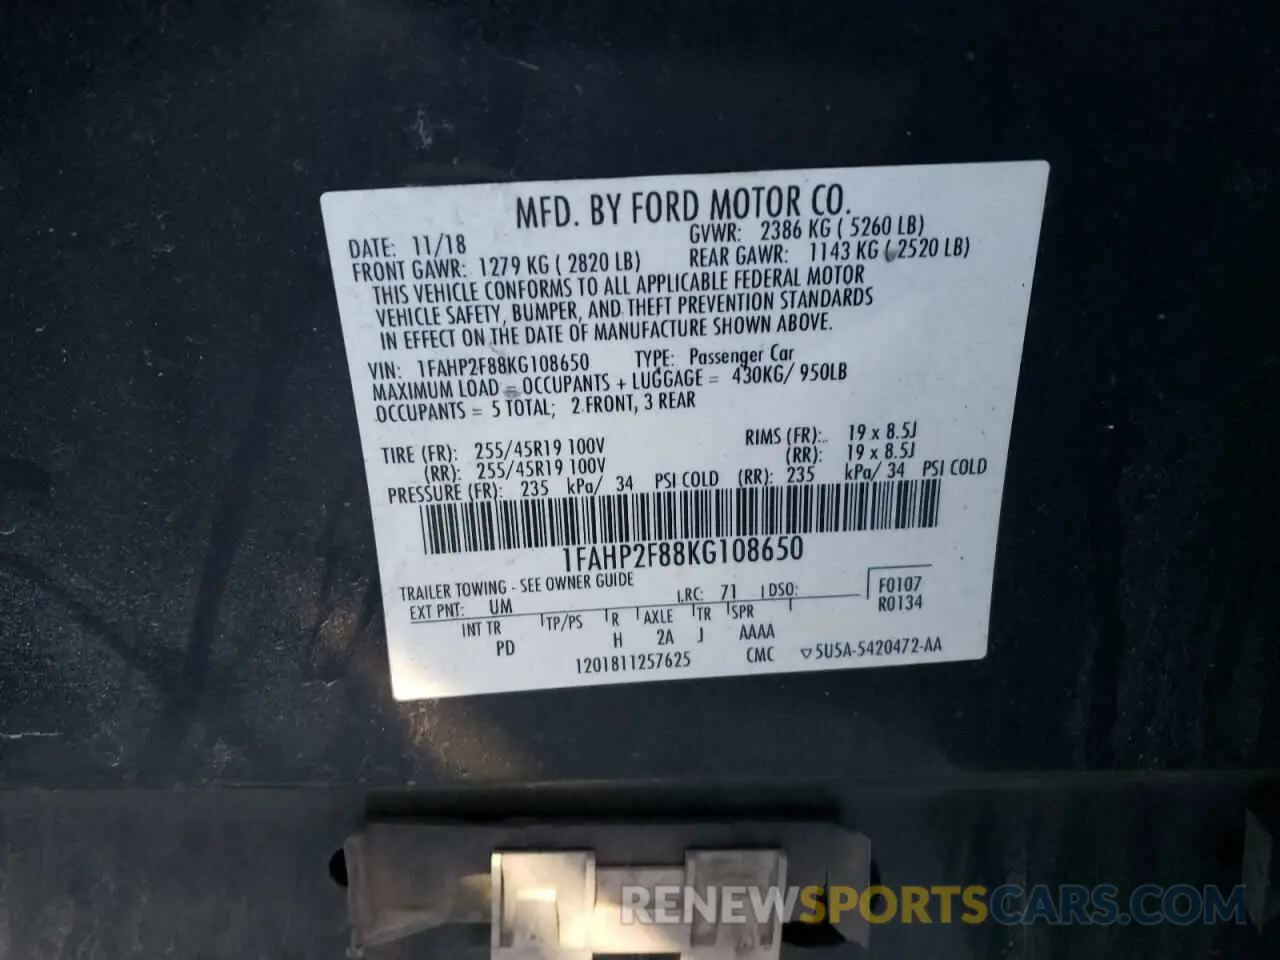 MFD. BY FORD MOTOR CO.
DATE: 11/18 GVWR: 2386 KG ( 5260 LB)
FRONT GAWR: 1279 KG ( 2820 LB) REAR GAWR: 1143 KG ( 2520 LB)
THIS VEHICLE CONFORMS TO ALL APPLICABLE FEDERAL MOTOR
VEHICLE SAFETY, BUMPER, AND THEFT PREVENTION STANDARDS
IN EFFECT ON THE DATE OF MANUFACTURE SHOWN ABOVE.
VIN: 1FAHP2F88KG108650 TYPE: Passenger Car
MAXIMUM LOAD = OCCUPANTS + LUGGAGE = 430KG/ 950LB
OCCUPANTS = 5 TOTAL; 2 FRONT, 3 REAR
TIRE (FR): 255/45R19 100V RIMS (FR): 19 x 8.5J
(RR): 255/45R19 100V (RR): 19 x 8.5J
PRESSURE (FR): 235 kPa/ 34 PSI COLD (RR): 235 kPa/ 34 PSI COLD
1FAHP2F88KG108650
TRAILER TOWING - SEE OWNER GUIDE
EXT PNT: UM RC: 71 DSO: F0107
R0134
INT TR TP/PS R AXLE TR SPR
PD H 2A J AAAA
1201811257625 CMC ▽5U5A-5420472-AA
RENEWSPORTSCARS.COM